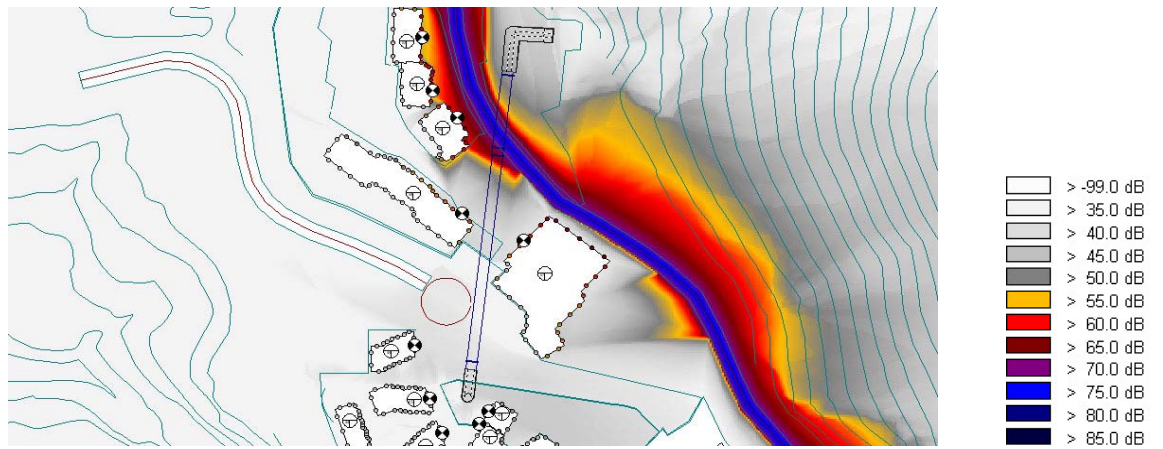 > -99.0 dB
> 35.0 dB
> 40.0 dB
> 45.0 dB
> 50.0 dB
> 55.0 dB
> 60.0 dB
> 65.0 dB
> 70.0 dB
> 75.0 dB
> 80.0 dB
> 85.0 dB